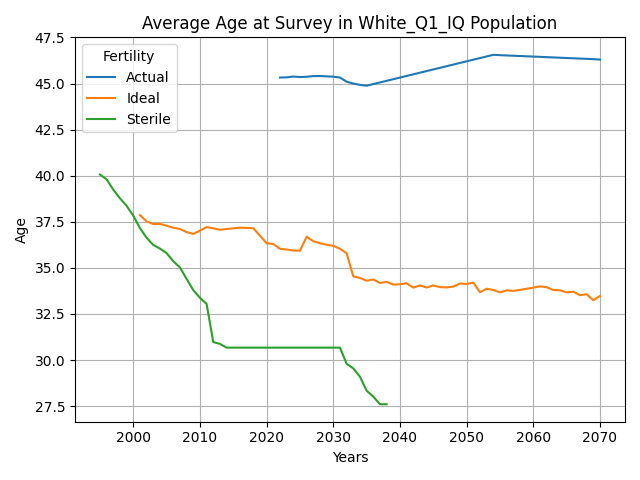 Average Age at Survey in White_Q1_IQ Population
Fertility
Actual
Ideal
Sterile
Age
47.5
45.0
42.5
40.0
37.5
35.0
32.5
30.0
27.5
2000 2010 2020 2030 2040 2050 2060 2070
Years